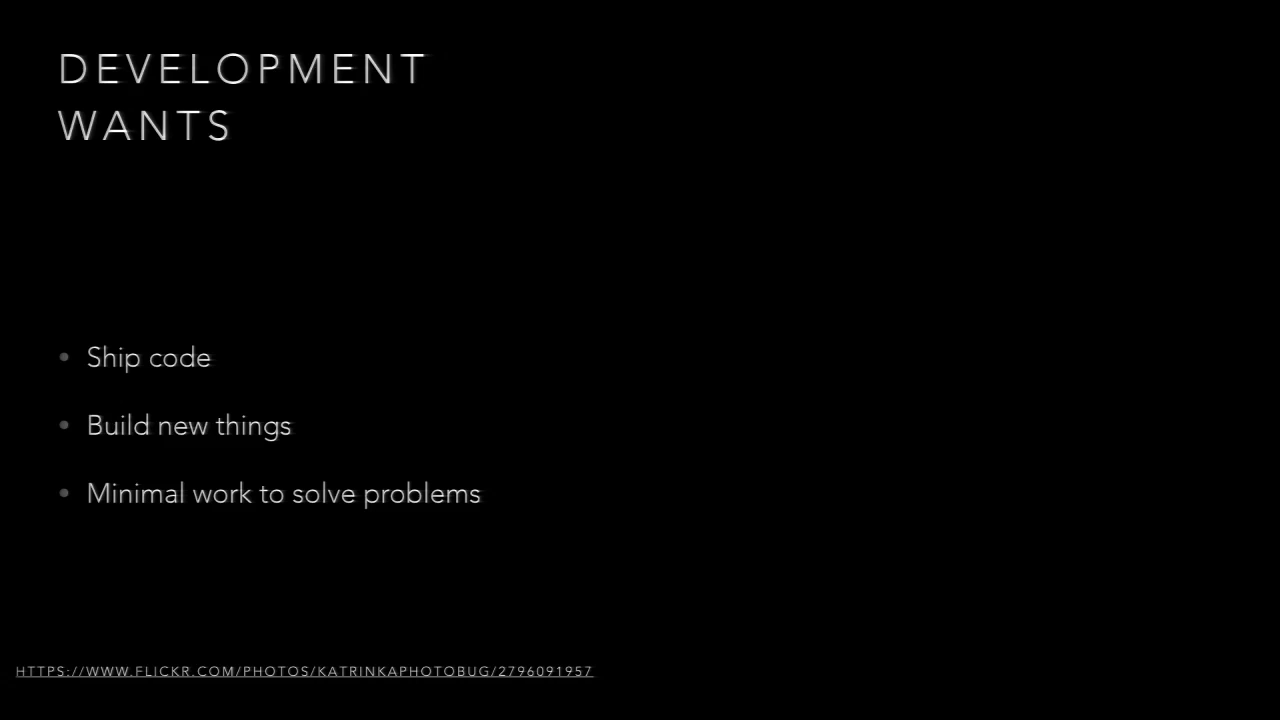 DEVELOPMENT
WANTS
• Ship code
• Build new things
• Minimal work to solve problems
HTTPS://WWW.FLICKR.COM/PHOTOS/KATRINKAPHOTOBUG/2796091957